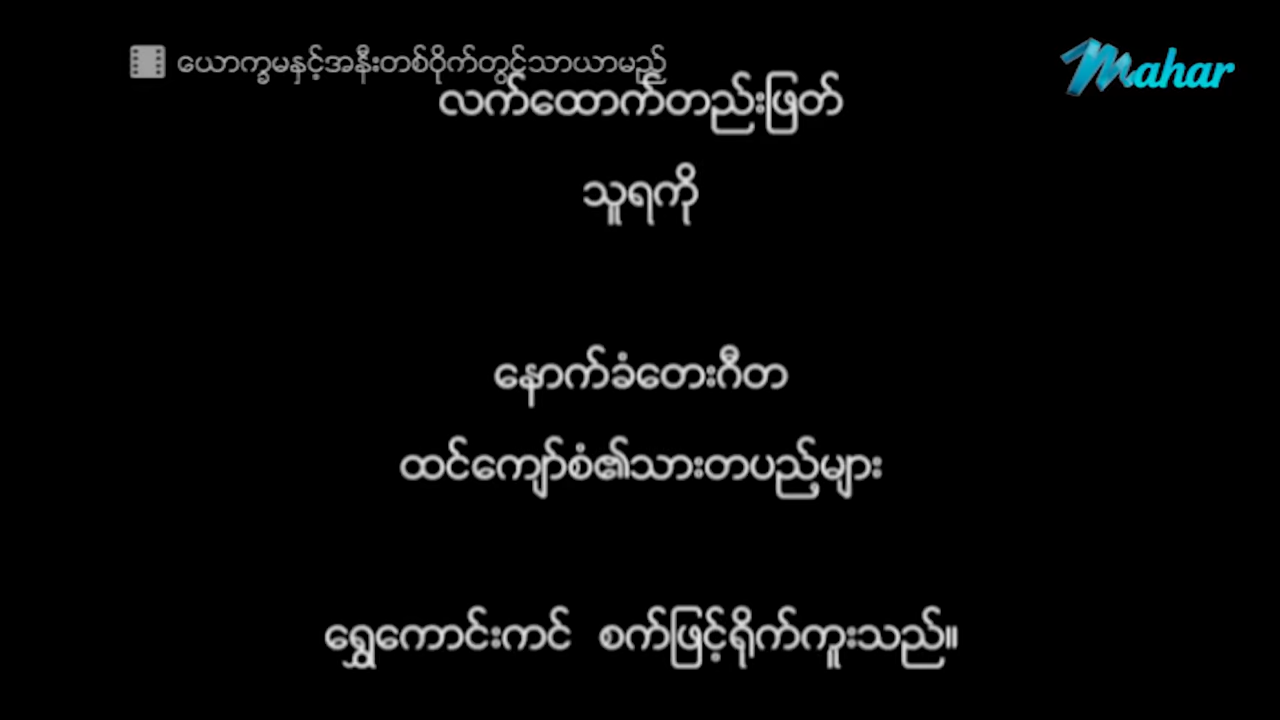 ယောက္ခမနှင့်အနီးတစ်ဝိုက်တွင်သာယာမည်
Mahar
လက်ထောက်တည်းဖြတ်
သူရကို
နောက်ခံတေးဂီတ
ထင်ကျော်စံ၏သားတပည့်များ
ရွှေကောင်းကင် စက်ဖြင့်ရိုက်ကူးသည်။